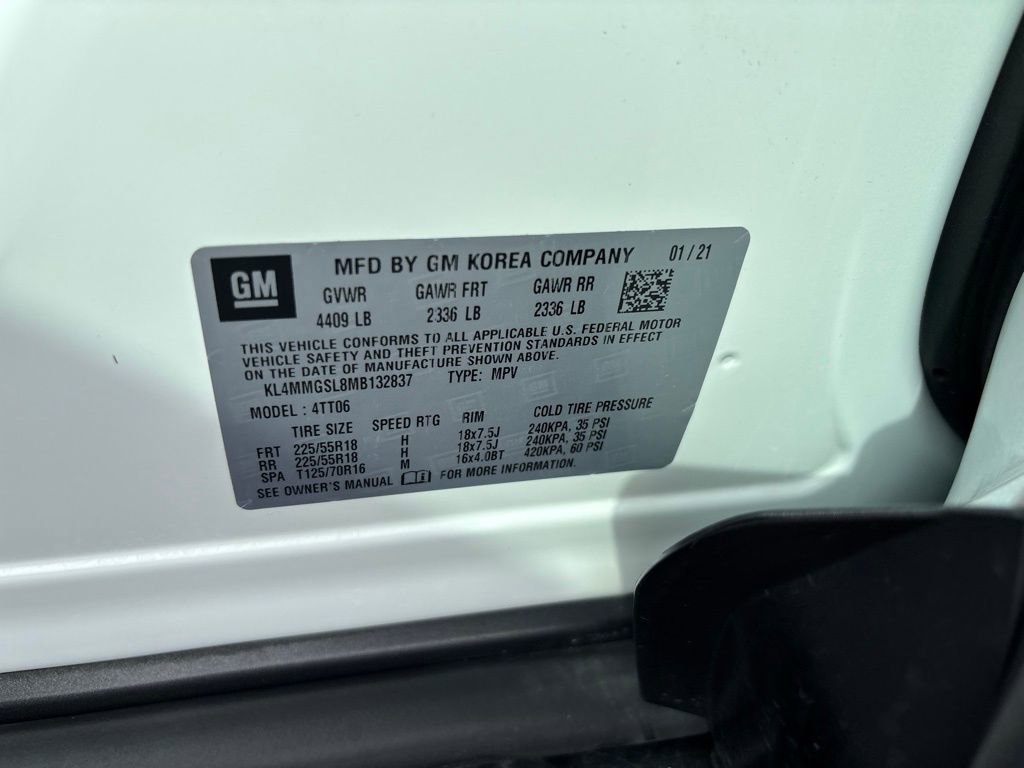 GM
MFD BY GM KOREA COMPANY 01/21
GVWR GAWR FRT GAWR RR
4409 LB 2336 LB 2336 LB
THIS VEHICLE CONFORMS TO ALL APPLICABLE U.S. FEDERAL MOTOR
VEHICLE SAFETY AND THEFT PREVENTION STANDARDS IN EFFECT
ON THE DATE OF MANUFACTURE SHOWN ABOVE.
KL4MMGSL8MB132837 TYPE: MPV
MODEL : 4TT06
TIRE SIZE SPEED RTG RIM COLD TIRE PRESSURE
FRT 225/55R18 H 18x7.5J 240KPA, 35 PSI
RR 225/55R18 H 18x7.5J 240KPA, 35 PSI
SPA T125/70R16 M 16x4.0BT 420KPA, 60 PSI
SEE OWNER'S MANUAL FOR MORE INFORMATION